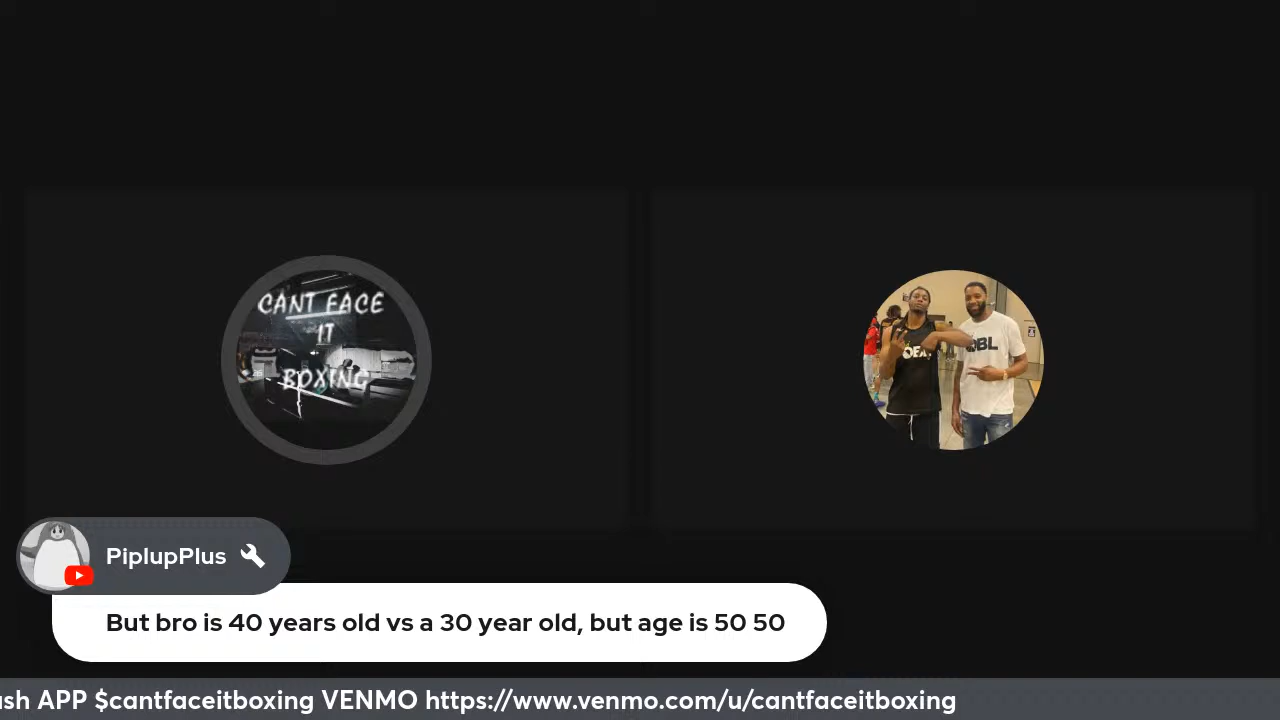 CANT FACE
IT
BOXING
OBL
PiplupPlus
But bro is 40 years old vs a 30 year old, but age is 50 50
APP $cantfaceitboxing VENMO https://www.venmo.com/u/cantfaceitboxing